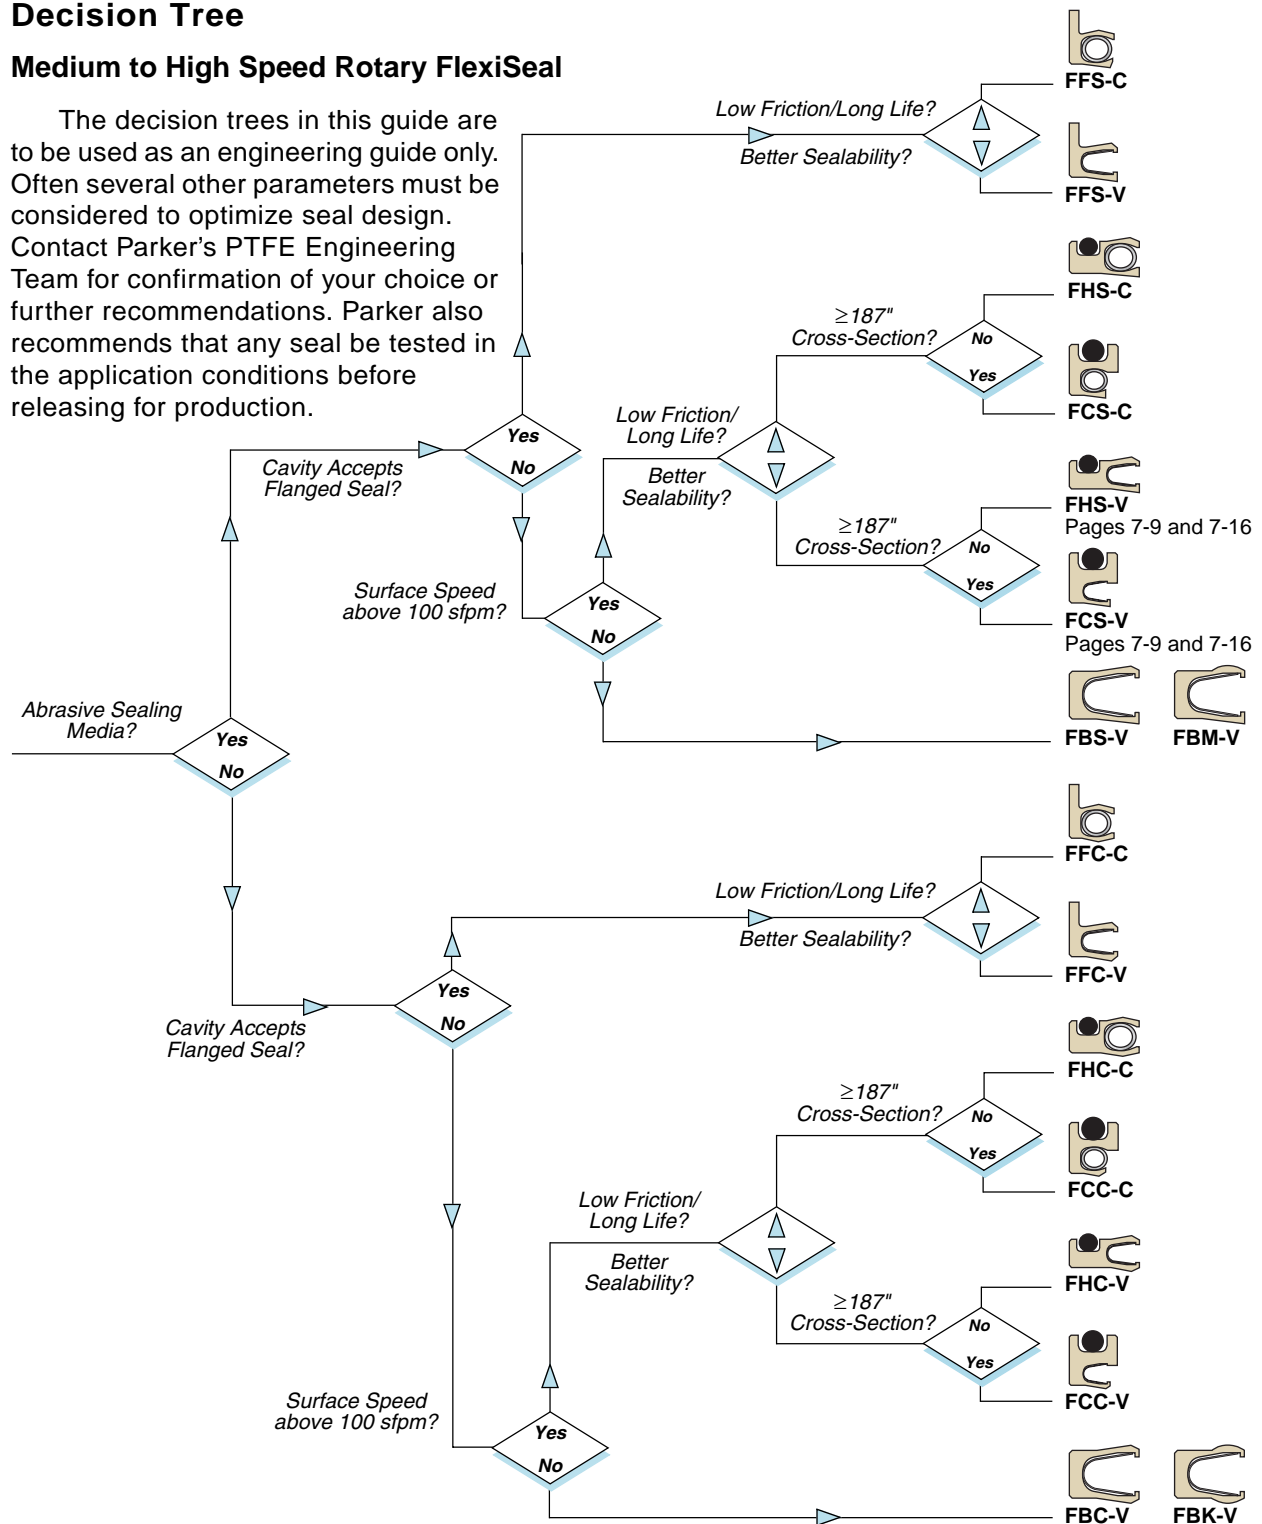 Decision Tree
Medium to High Speed Rotary FlexiSeal
The decision trees in this guide are
to be used as an engineering guide only.
Often several other parameters must be
considered to optimize seal design.
Contact Parker's PTFE Engineering
Team for confirmation of your choice or
further recommendations. Parker also
recommends that any seal be tested in
the application conditions before
releasing for production.
Abrasive Sealing
Media?
Yes
No
Cavity Accepts
Flanged Seal?
Yes
No
Low Friction/Long Life?
Better Sealability?
FFS-C
FFS-V
Surface Speed
above 100 sfpm?
Yes
No
Low Friction/
Long Life?
Better
Sealability?
≥187"
Cross-Section?
No
Yes
FHS-C
FCS-C
≥187"
Cross-Section?
No
Yes
FHS-V
Pages 7-9 and 7-16
FCS-V
Pages 7-9 and 7-16
FBS-V
FBM-V
Cavity Accepts
Flanged Seal?
Yes
No
Low Friction/Long Life?
Better Sealability?
FFC-C
FFC-V
Surface Speed
above 100 sfpm?
Yes
No
Low Friction/
Long Life?
Better
Sealability?
≥187"
Cross-Section?
No
Yes
FHC-C
FCC-C
≥187"
Cross-Section?
No
Yes
FHC-V
FCC-V
FBC-V
FBK-V